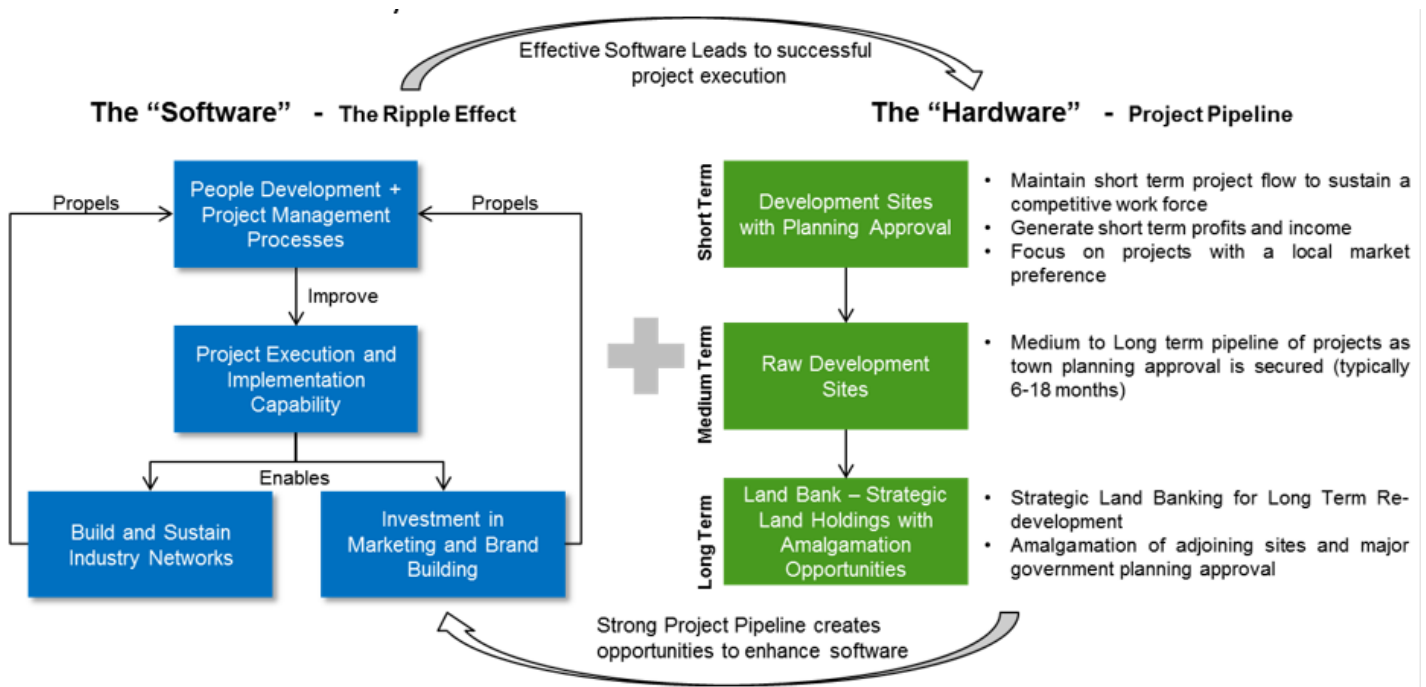 Effective Software Leads to successful
project execution
The “Software” - The Ripple Effect
The “Hardware” - Project Pipeline
Propels
People Development +
Project Management
Processes
Propels
Improve
Project Execution and
Implementation
Capability
Enables
Build and Sustain
Industry Networks
Investment in
Marketing and Brand
Building
Short Term
Development Sites
with Planning Approval
• Maintain short term project flow to sustain a
competitive work force
• Generate short term profits and income
• Focus on projects with a local market
preference
Medium Term
Raw Development
Sites
• Medium to Long term pipeline of projects as
town planning approval is secured (typically
6-18 months)
Long Term
Land Bank – Strategic
Land Holdings with
Amalgamation
Opportunities
• Strategic Land Banking for Long Term Re-
development
• Amalgamation of adjoining sites and major
government planning approval
Strong Project Pipeline creates
opportunities to enhance software